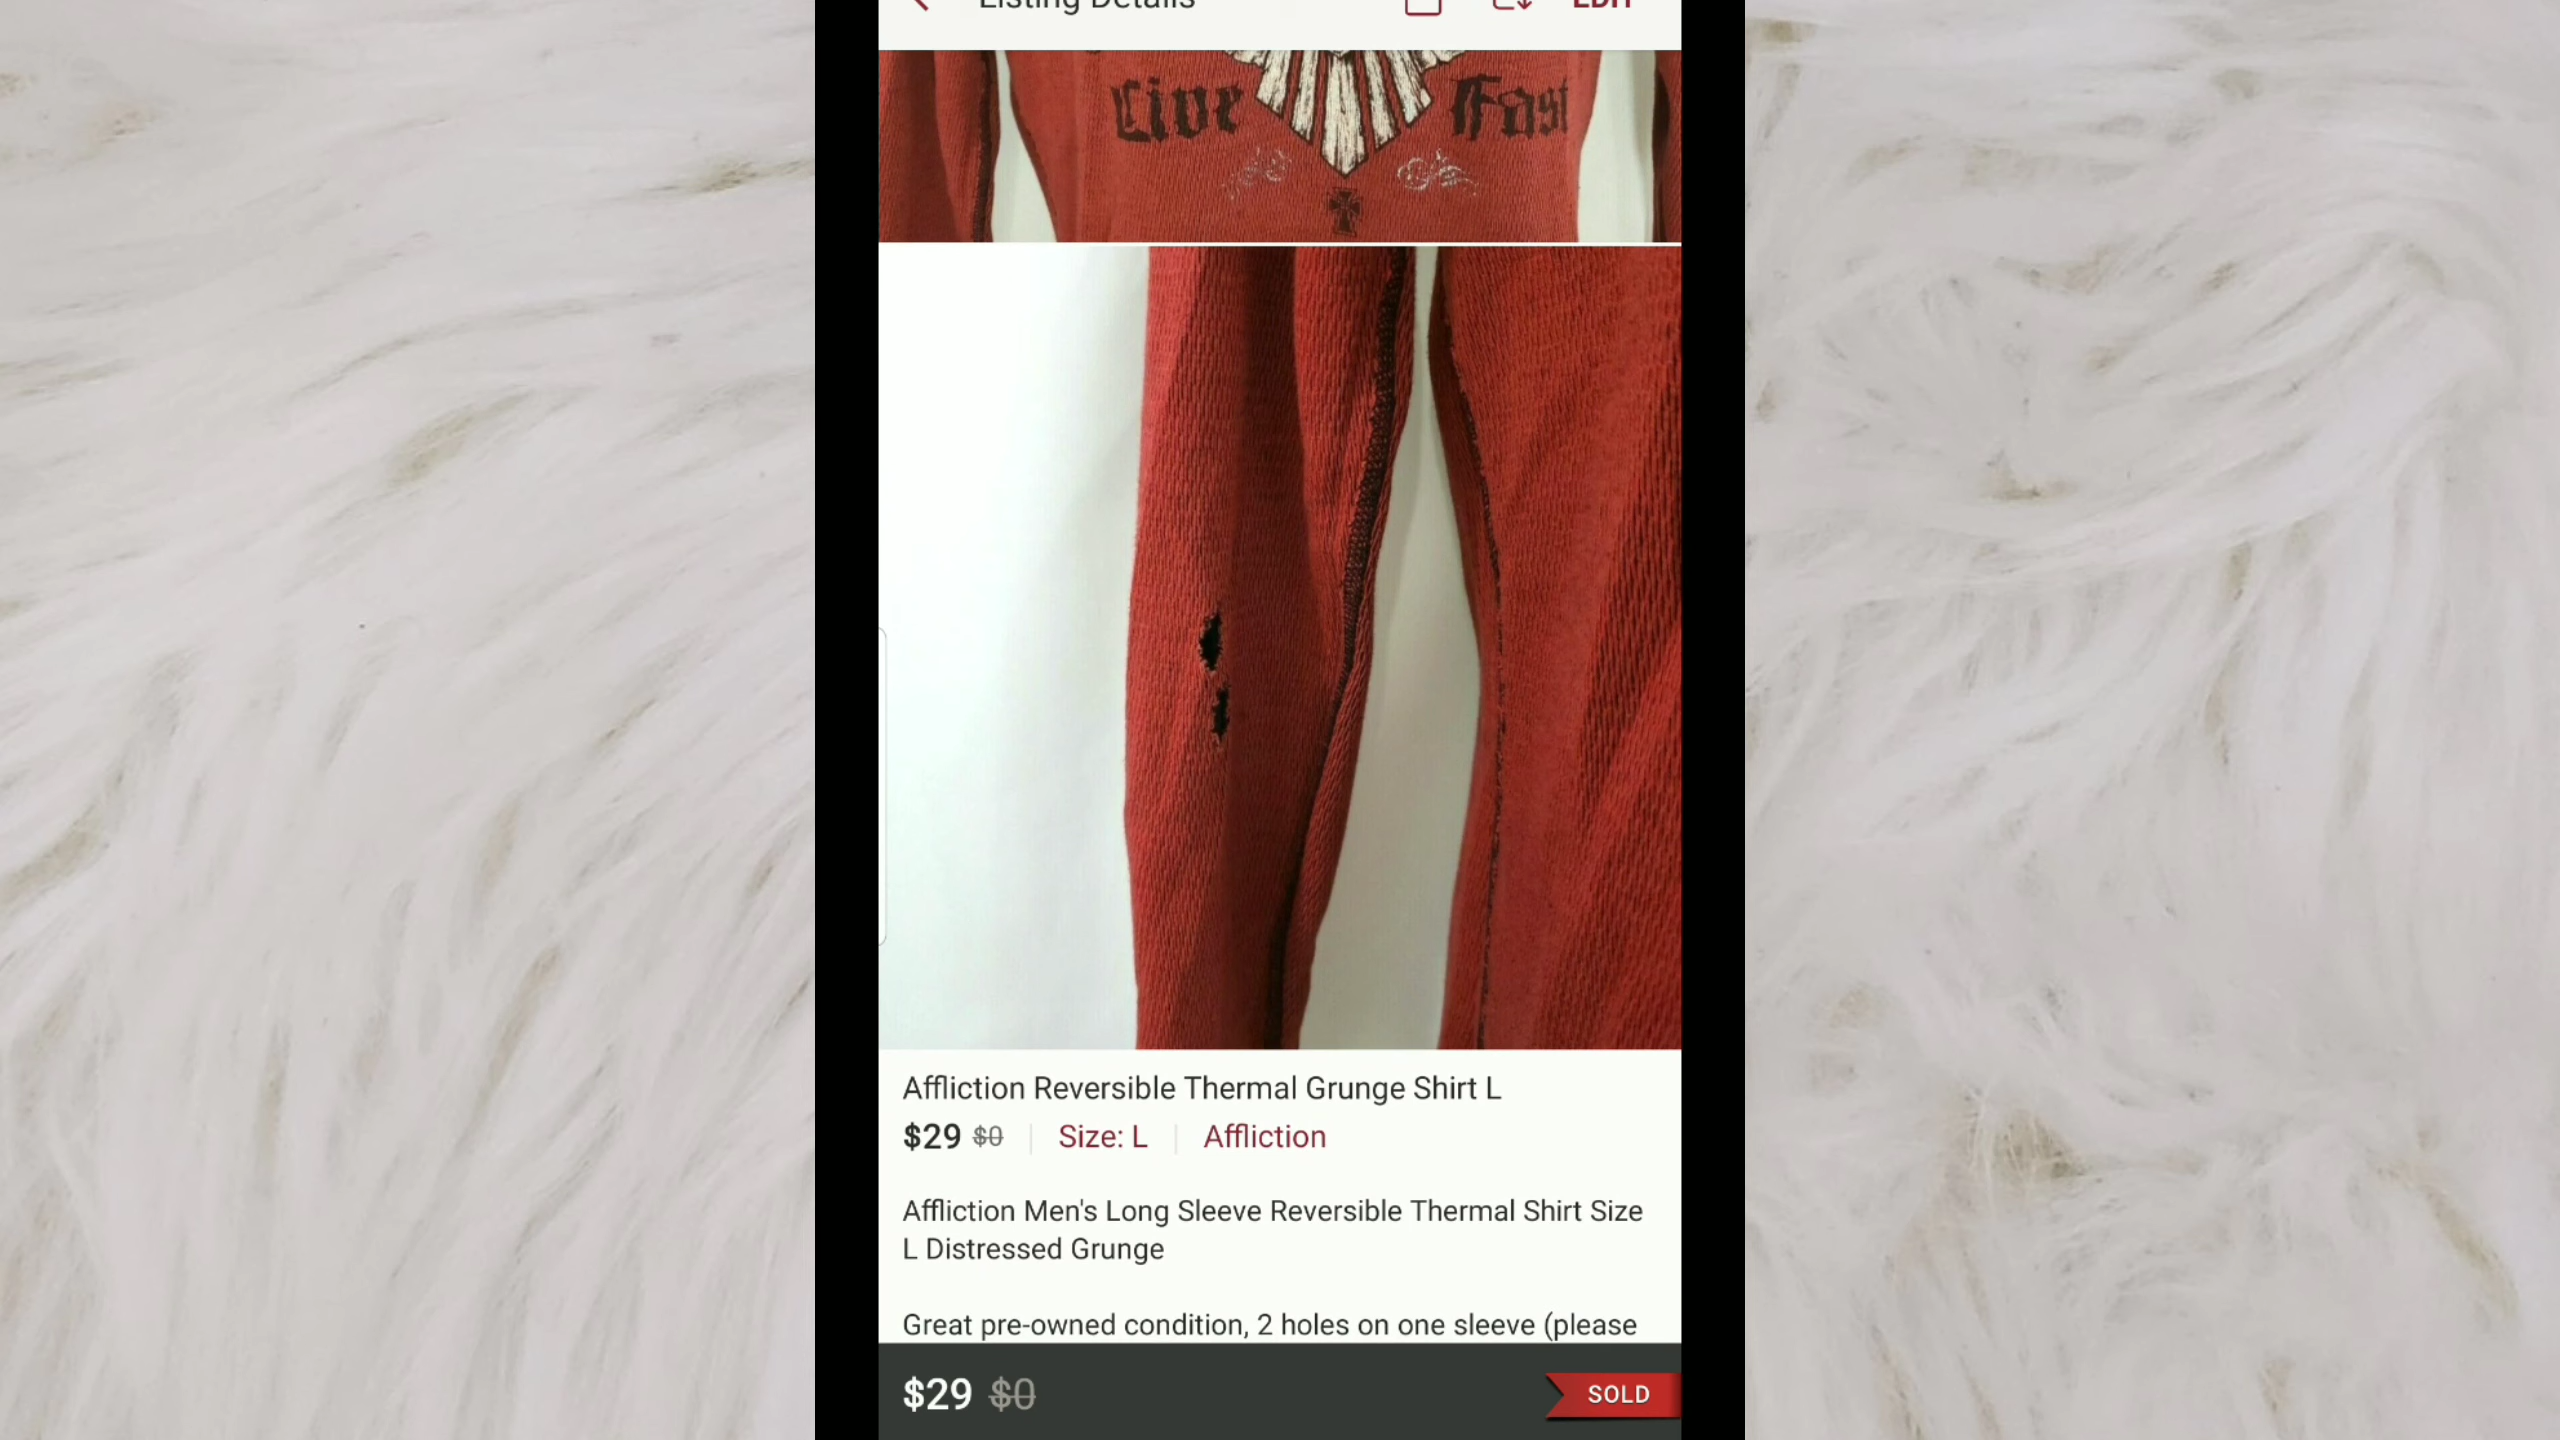 Listing Details EDIT
Live Fast
Affliction Reversible Thermal Grunge Shirt L
$29 $0 Size: L Affliction
Affliction Men's Long Sleeve Reversible Thermal Shirt Size
L Distressed Grunge
Great pre-owned condition, 2 holes on one sleeve (please
$29 $0 SOLD